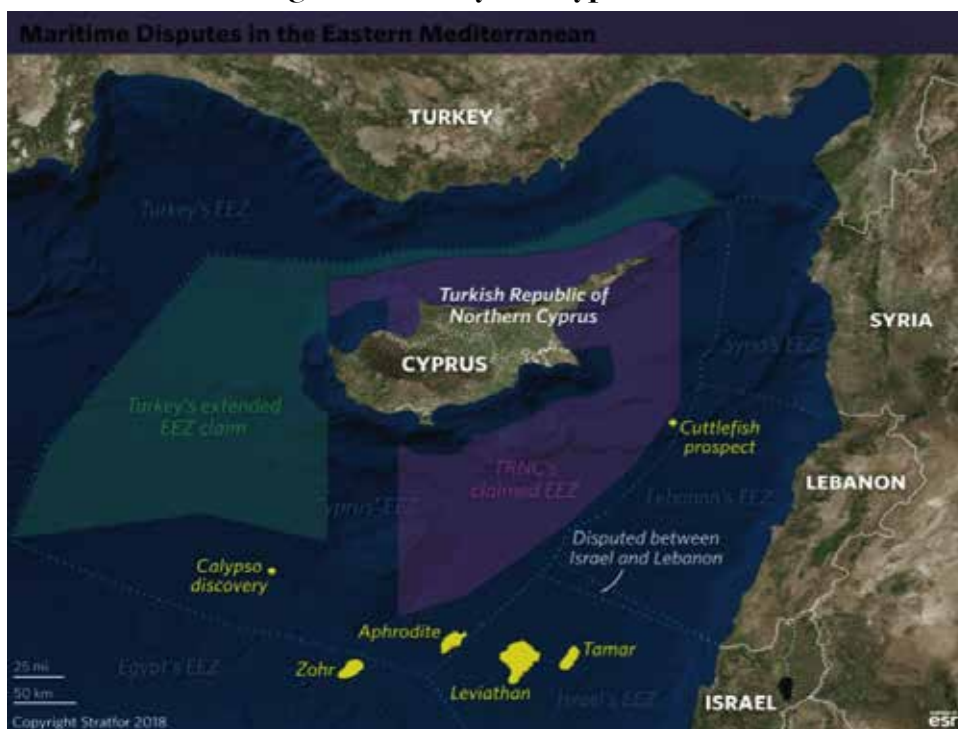 Maritime Disputes in the Eastern Mediterranean
TURKEY
Turkey's EEZ
Turkish Republic of
Northern Cyprus
SYRIA
CYPRUS
Syria's EEZ
Turkey's extended
EEZ claim
Cuttlefish
prospect
TRNC's
claimed EEZ
LEBANON
Cyprus' EEZ
Lebanon's EEZ
Disputed between
Israel and Lebanon
Calypso
discovery
Aphrodite
Tamar
25 mi
Egypt's EEZ
Zohr
50 km
Leviathan
Israel's EEZ
ISRAEL
Copyright Stratfor 2018
esr